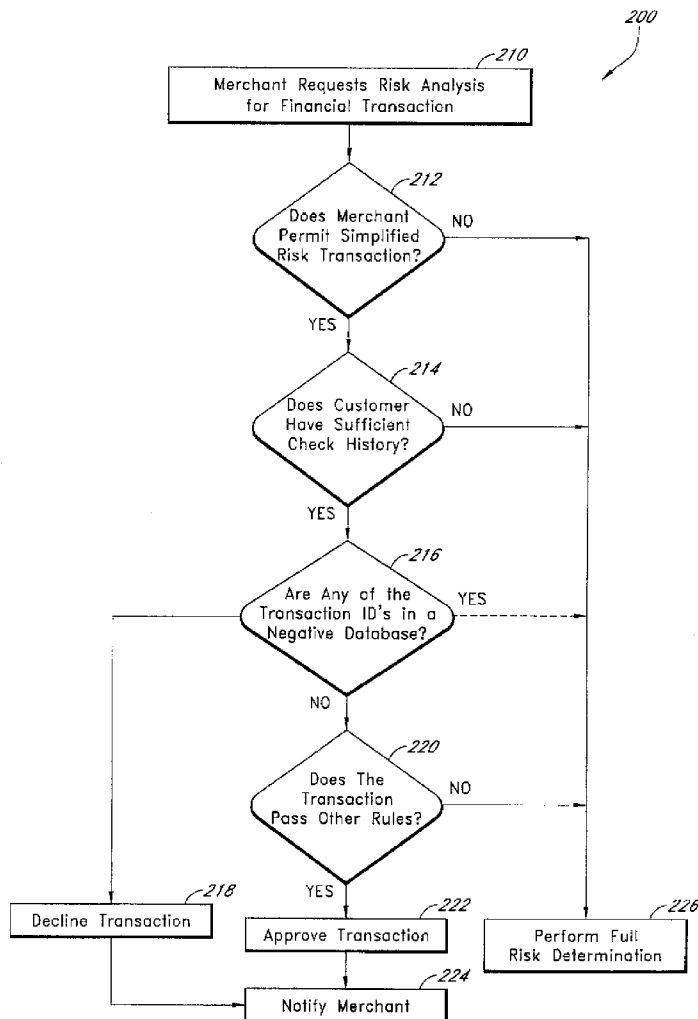 200
210
Merchant Requests Risk Analysis
for Financial Transaction
212
Does Merchant
Permit Simplified
Risk Transaction?
NO
YES
214
Does Customer
Have Sufficient
Check History?
NO
YES
216
Are Any of the
Transaction ID's in a
Negative Database?
YES
NO
220
Does The
Transaction
Pass Other Rules?
NO
YES
218
Decline Transaction
222
Approve Transaction
226
Perform Full
Risk Determination
224
Notify Merchant